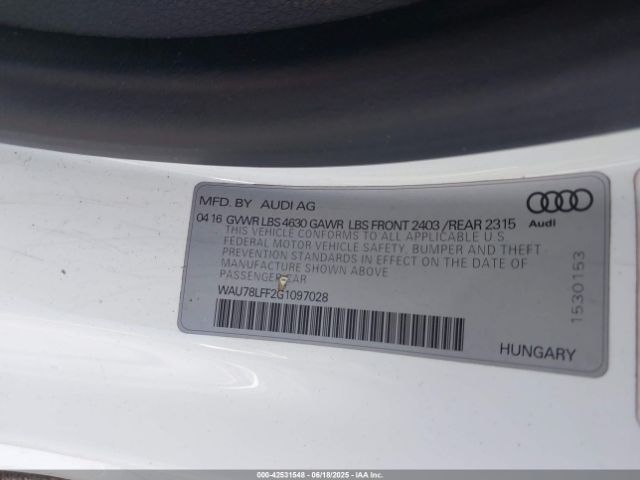 MFD. BY AUDI AG
Audi
04 16 GVWR LBS 4630 GAWR LBS FRONT 2403 /REAR 2315
THIS VEHICLE CONFORMS TO ALL APPLICABLE U.S
FEDERAL MOTOR VEHICLE SAFETY, BUMPER AND THEFT
PREVENTION STANDARDS IN EFFECT ON THE DATE OF
MANUFACTURE SHOWN ABOVE
PASSENGER CAR
WAU78LFF2G1097028
1530153
HUNGARY
000-42531548 - 06/18/2025 - IAA Inc.